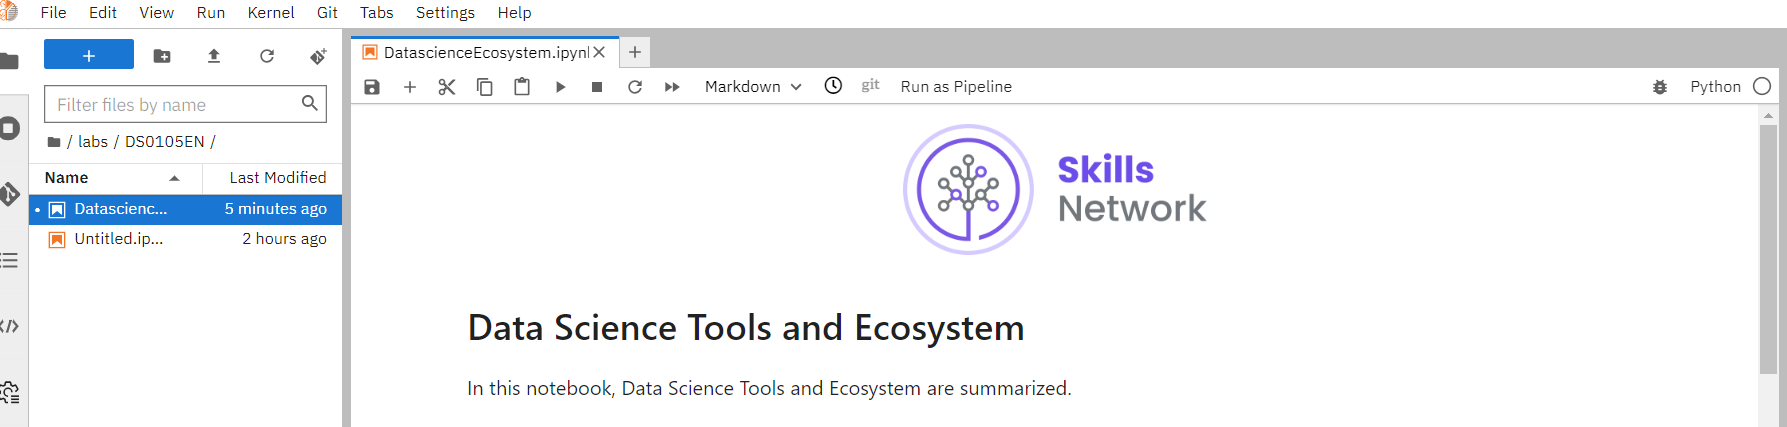 File Edit View Run Kernel Git Tabs Settings Help
Filter files by name
/ labs / DS0105EN /
Name Last Modified
Datascienc... 5 minutes ago
Untitled.ip... 2 hours ago
DatascienceEcosystem.ipyn
Markdown git Run as Pipeline Python
Skills
Network
Data Science Tools and Ecosystem
In this notebook, Data Science Tools and Ecosystem are summarized.